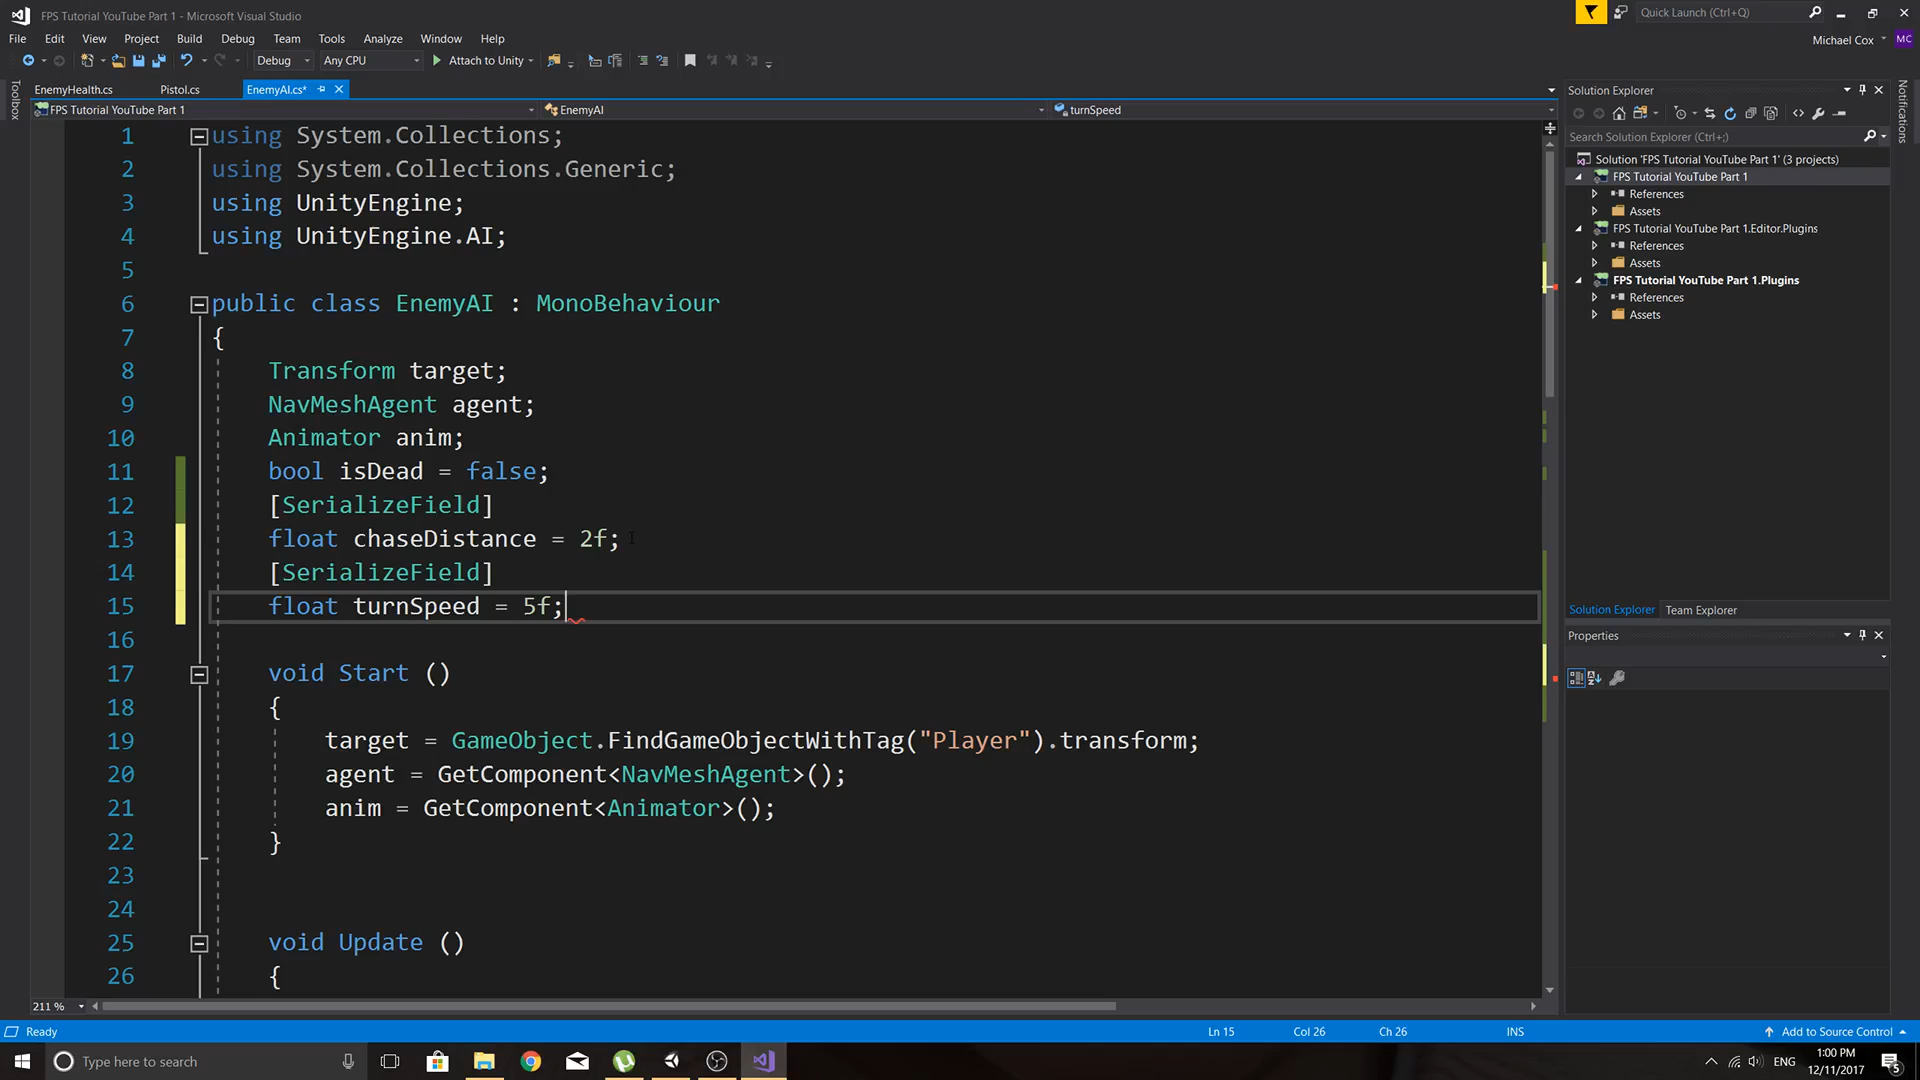 FPS Tutorial YouTube Part 1 - Microsoft Visual Studio
Quick Launch (Ctrl+Q)
File Edit View Project Build Debug Team Tools Analyze Window Help
Michael Cox MC
Debug Any CPU Attach to Unity
Toolbox
EnemyHealth.cs Pistol.cs EnemyAI.cs*
FPS Tutorial YouTube Part 1 EnemyAI turnSpeed
1 using System.Collections;
2 using System.Collections.Generic;
3 using UnityEngine;
4 using UnityEngine.AI;
5
6 public class EnemyAI : MonoBehaviour
7 {
8 Transform target;
9 NavMeshAgent agent;
10 Animator anim;
11 bool isDead = false;
12 [SerializeField]
13 float chaseDistance = 2f;
14 [SerializeField]
15 float turnSpeed = 5f;
16
17 void Start ()
18 {
19 target = GameObject.FindGameObjectWithTag("Player").transform;
20 agent = GetComponent<NavMeshAgent>();
21 anim = GetComponent<Animator>();
22 }
23
24
25 void Update ()
26 {
211 %
Solution Explorer
Search Solution Explorer (Ctrl+;)
Solution 'FPS Tutorial YouTube Part 1' (3 projects)
FPS Tutorial YouTube Part 1
References
Assets
FPS Tutorial YouTube Part 1.Editor.Plugins
References
Assets
FPS Tutorial YouTube Part 1.Plugins
References
Assets
Solution Explorer Team Explorer
Properties
Notifications
Ready Ln 15 Col 26 Ch 26 INS Add to Source Control
Type here to search
ENG
1:00 PM
12/11/2017
5